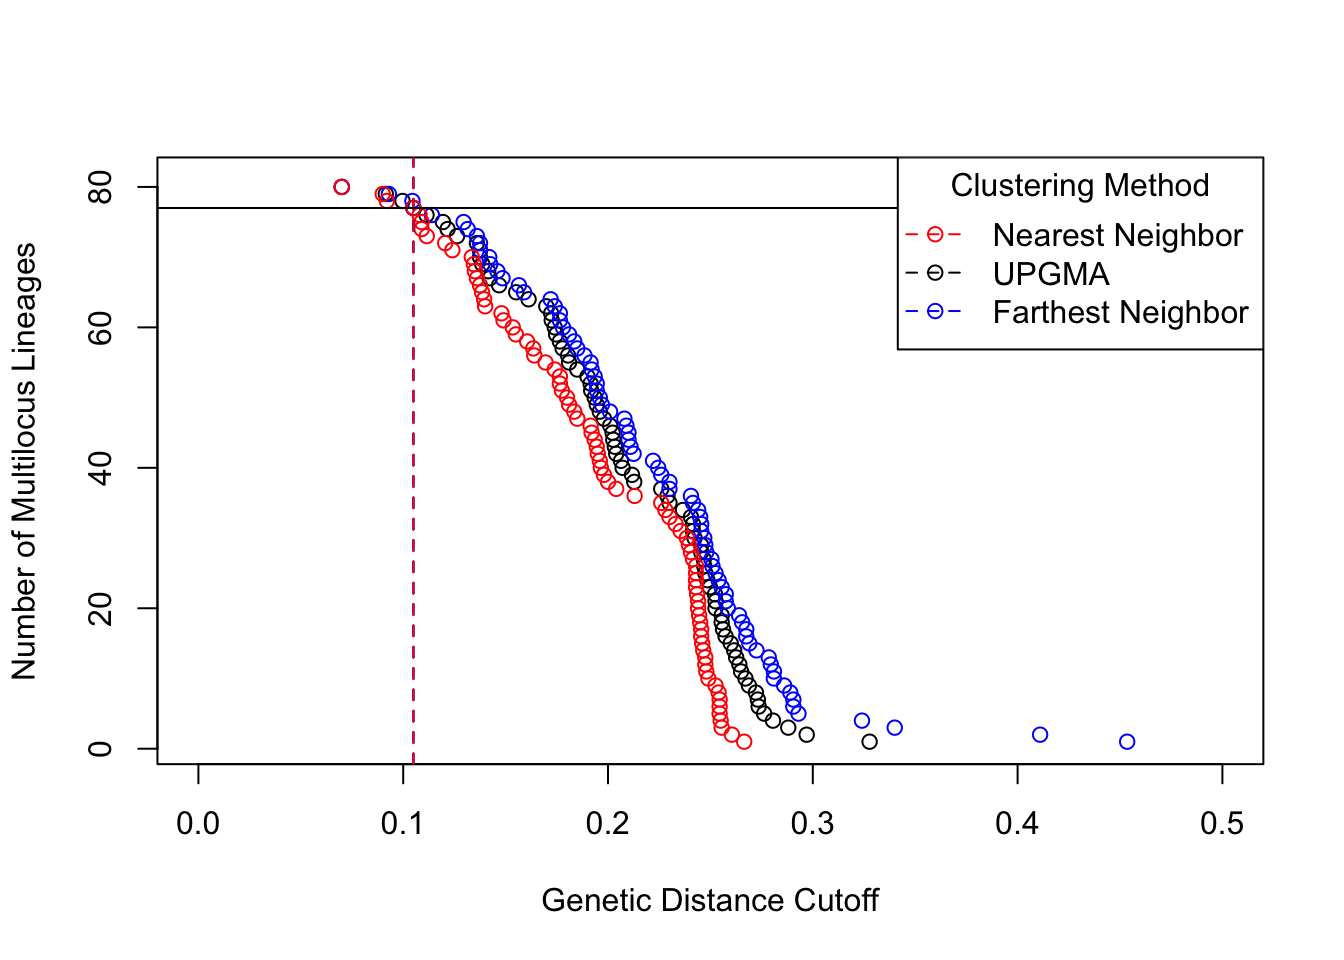 Clustering Method
Nearest Neighbor
UPGMA
Farthest Neighbor
Number of Multilocus Lineages
80
60
40
20
0
0.0 0.1 0.2 0.3 0.4 0.5
Genetic Distance Cutoff